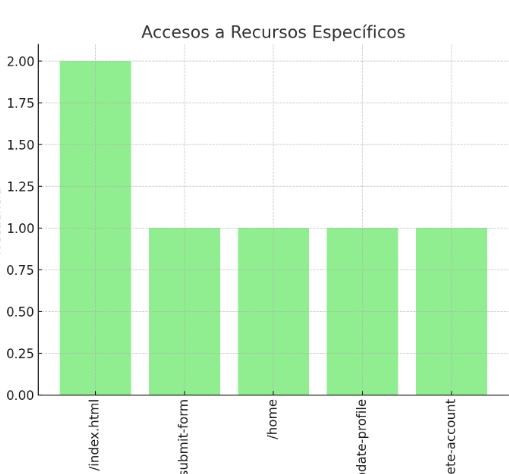 Accesos a Recursos Específicos
2.00
1.75
1.50
1.25
1.00
0.75
0.50
0.25
0.00
/index.html
submit-form
/home
date-profile
ete-account